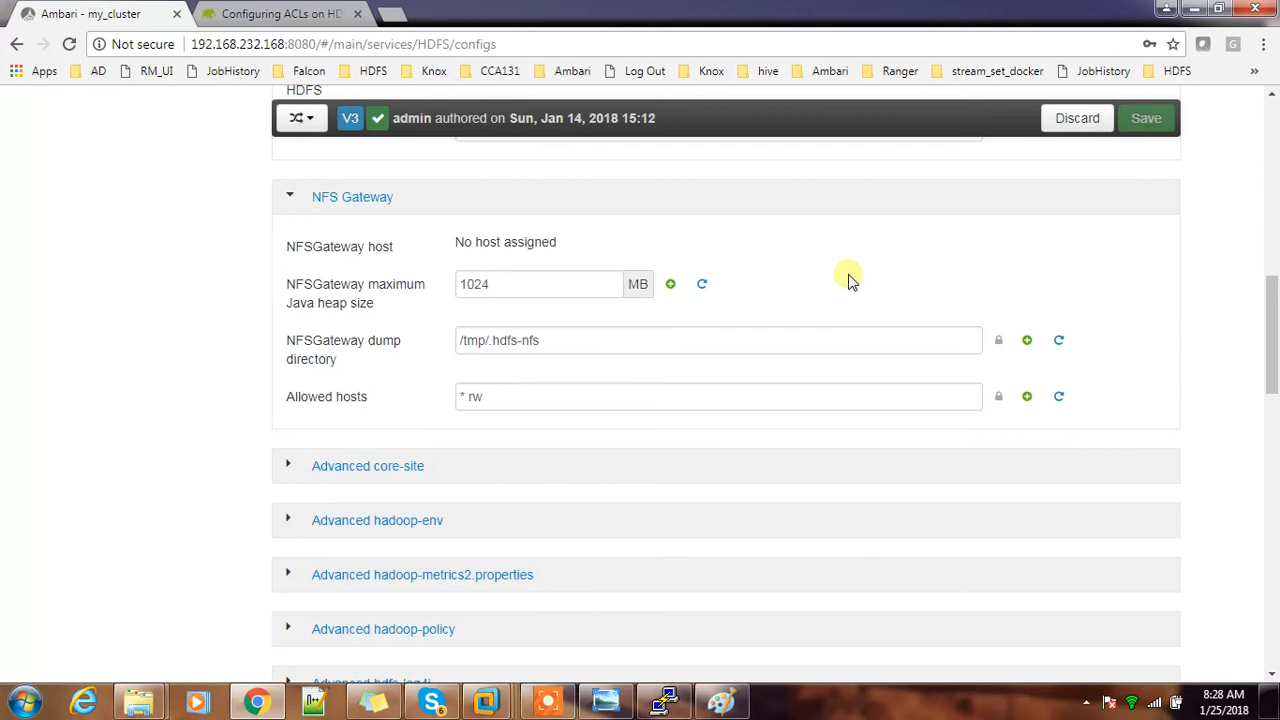 Ambari - my_cluster
Configuring ACLs on HD
Not secure
192.168.232.168:8080/#/main/services/HDFS/configs
Apps AD RM_UI JobHistory Falcon HDFS Knox CCA131 Ambari Log Out Knox hive Ambari Ranger stream_set_docker JobHistory HDFS »
HDFS
V3 admin authored on Sun, Jan 14, 2018 15:12 Discard Save
NFS Gateway
NFSGateway host
No host assigned
NFSGateway maximum
Java heap size
1024 MB
NFSGateway dump
directory
/tmp/.hdfs-nfs
Allowed hosts
* rw
Advanced core-site
Advanced hadoop-env
Advanced hadoop-metrics2.properties
Advanced hadoop-policy
Advanced hdfs-log4j
8:28 AM
1/25/2018